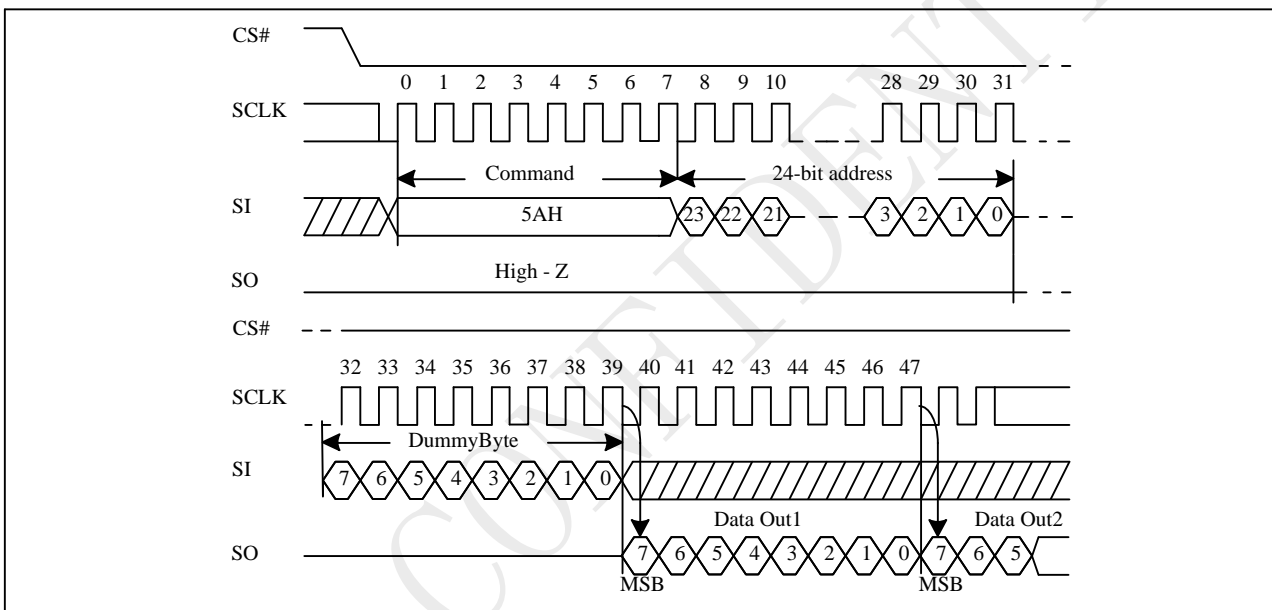 CS#
0 1 2 3 4 5 6 7 8 9 10 28 29 30 31
SCLK
Command 24-bit address
SI 5AH 23 22 21 3 2 1 0
High - Z
SO
CS#
32 33 34 35 36 37 38 39 40 41 42 43 44 45 46 47
SCLK
DummyByte
SI 7 6 5 4 3 2 1 0
Data Out1 Data Out2
SO 7 6 5 4 3 2 1 0 7 6 5
MSB MSB
CONFIDENT